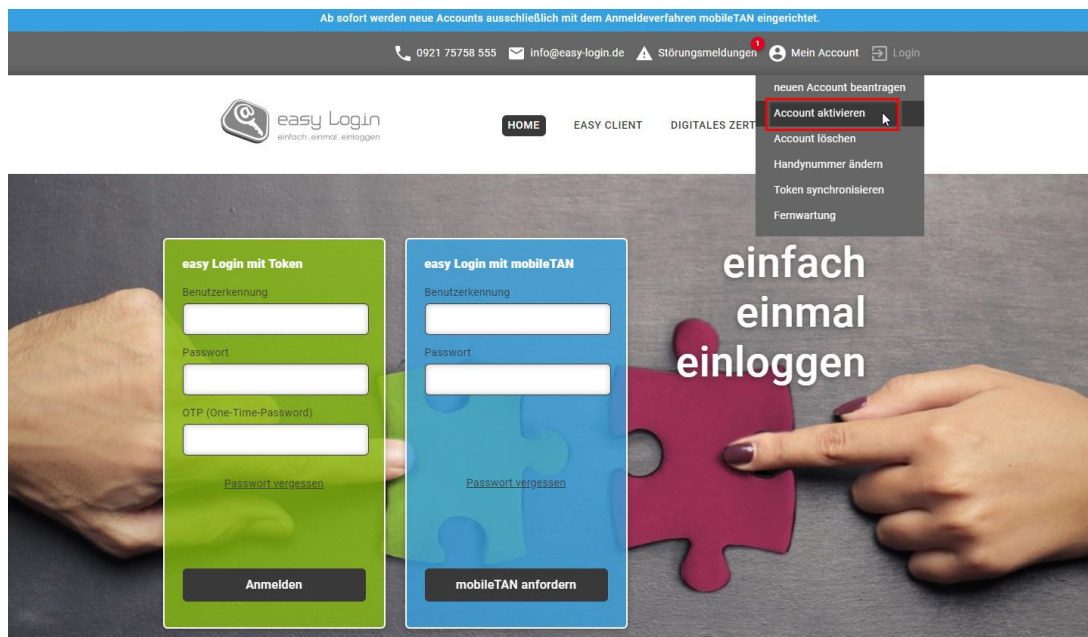 Ab sofort werden neue Accounts ausschließlich mit dem Anmeldeverfahren mobileTAN eingerichtet.
0921 75758 555 info@easy-login.de Störungsmeldungen 1 Mein Account Login
neuen Account beantragen
Account aktivieren
Account löschen
Handynummer ändern
Token synchronisieren
Fernwartung
@ easy Login
einfach.einmal.einloggen
HOME EASY CLIENT DIGITALES ZERT
easy Login mit Token
Benutzerkennung
Passwort
OTP (One-Time-Password)
Passwort vergessen
Anmelden
easy Login mit mobileTAN
Benutzerkennung
Passwort
Passwort vergessen
mobileTAN anfordern
einfach
einmal
einloggen